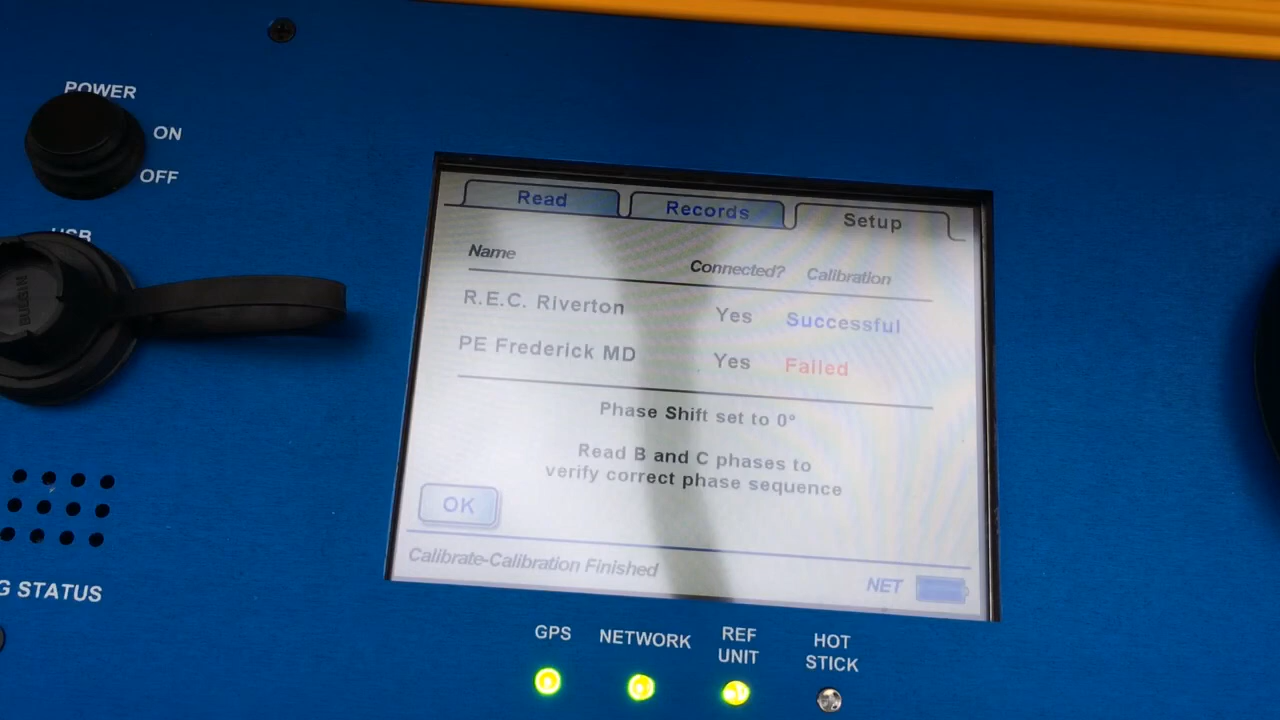 POWER
ON
OFF
USB
BULGIN
Read Records Setup
Name Connected? Calibration
R.E.C. Riverton Yes Successful
PE Frederick MD Yes Failed
Phase Shift set to 0°
Read B and C phases to
verify correct phase sequence
OK
Calibrate-Calibration Finished
NET
G STATUS
GPS NETWORK REF UNIT HOT STICK